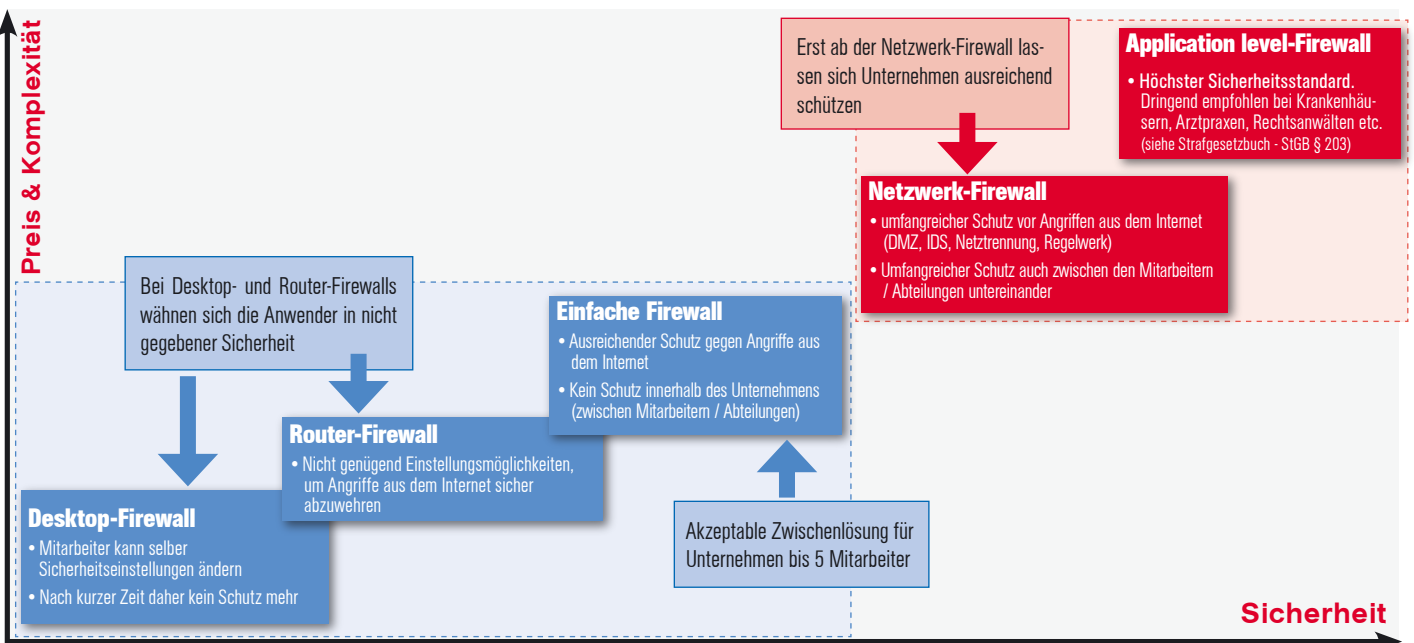 Preis & Komplexität
Erst ab der Netzwerk-Firewall las-
sen sich Unternehmen ausreichend
schützen
Application level-Firewall
• Höchster Sicherheitsstandard.
Dringend empfohlen bei Krankenhäu-
sern, Arztpraxen, Rechtsanwälten etc.
(siehe Strafgesetzbuch - StGB § 203)
Netzwerk-Firewall
• umfangreicher Schutz vor Angriffen aus dem Internet
(DMZ, IDS, Netztrennung, Regelwerk)
• Umfangreicher Schutz auch zwischen den Mitarbeitern
/ Abteilungen untereinander
Bei Desktop- und Router-Firewalls
wähnen sich die Anwender in nicht
gegebener Sicherheit
Einfache Firewall
• Ausreichender Schutz gegen Angriffe aus
dem Internet
• Kein Schutz innerhalb des Unternehmens
(zwischen Mitarbeitern / Abteilungen)
Router-Firewall
• Nicht genügend Einstellungsmöglichkeiten,
um Angriffe aus dem Internet sicher
abzuwehren
Desktop-Firewall
• Mitarbeiter kann selber
Sicherheitseinstellungen ändern
• Nach kurzer Zeit daher kein Schutz mehr
Akzeptable Zwischenlösung für
Unternehmen bis 5 Mitarbeiter
Sicherheit